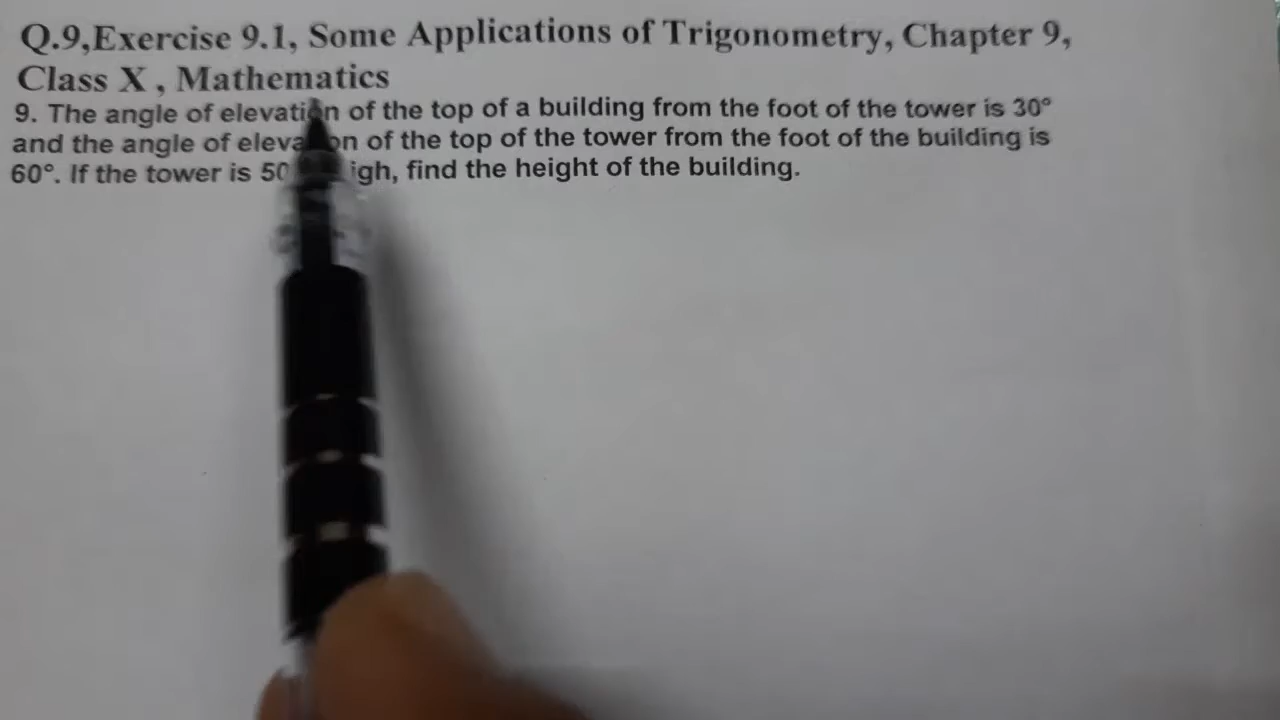 Q.9,Exercise 9.1, Some Applications of Trigonometry, Chapter 9,
Class X , Mathematics
9. The angle of elevation of the top of a building from the foot of the tower is 30°
and the angle of elevation of the top of the tower from the foot of the building is
60°. If the tower is 50 high, find the height of the building.